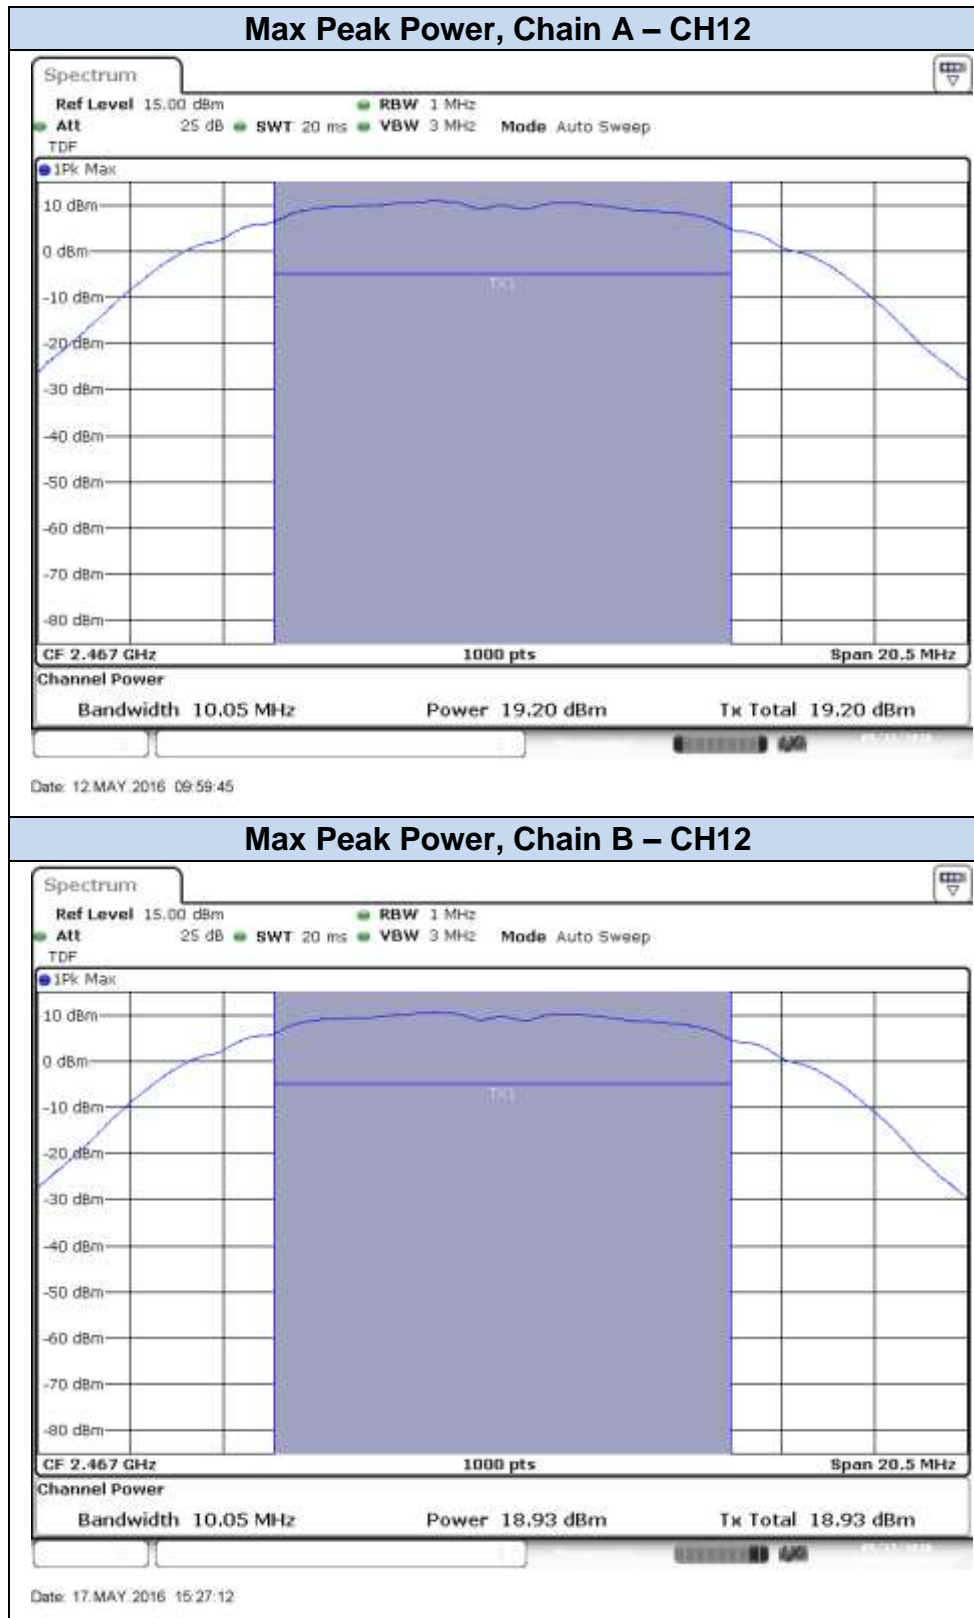 Max Peak Power, Chain A – CH12
Spectrum
Ref Level 15.00 dBm RBW 1 MHz
Att 25 dB SWT 20 ms VBW 3 MHz Mode Auto Sweep
TDF
1Pk Max
10 dBm
0 dBm
-10 dBm
-20 dBm
-30 dBm
-40 dBm
-50 dBm
-60 dBm
-70 dBm
-80 dBm
TX1
CF 2.467 GHz 1000 pts Span 20.5 MHz
Channel Power
Bandwidth 10.05 MHz Power 19.20 dBm Tx Total 19.20 dBm
Date: 12.MAY.2016 09:59:45
Max Peak Power, Chain B – CH12
Spectrum
Ref Level 15.00 dBm RBW 1 MHz
Att 25 dB SWT 20 ms VBW 3 MHz Mode Auto Sweep
TDF
1Pk Max
10 dBm
0 dBm
-10 dBm
-20 dBm
-30 dBm
-40 dBm
-50 dBm
-60 dBm
-70 dBm
-80 dBm
TX1
CF 2.467 GHz 1000 pts Span 20.5 MHz
Channel Power
Bandwidth 10.05 MHz Power 18.93 dBm Tx Total 18.93 dBm
Date: 17.MAY.2016 15:27:12